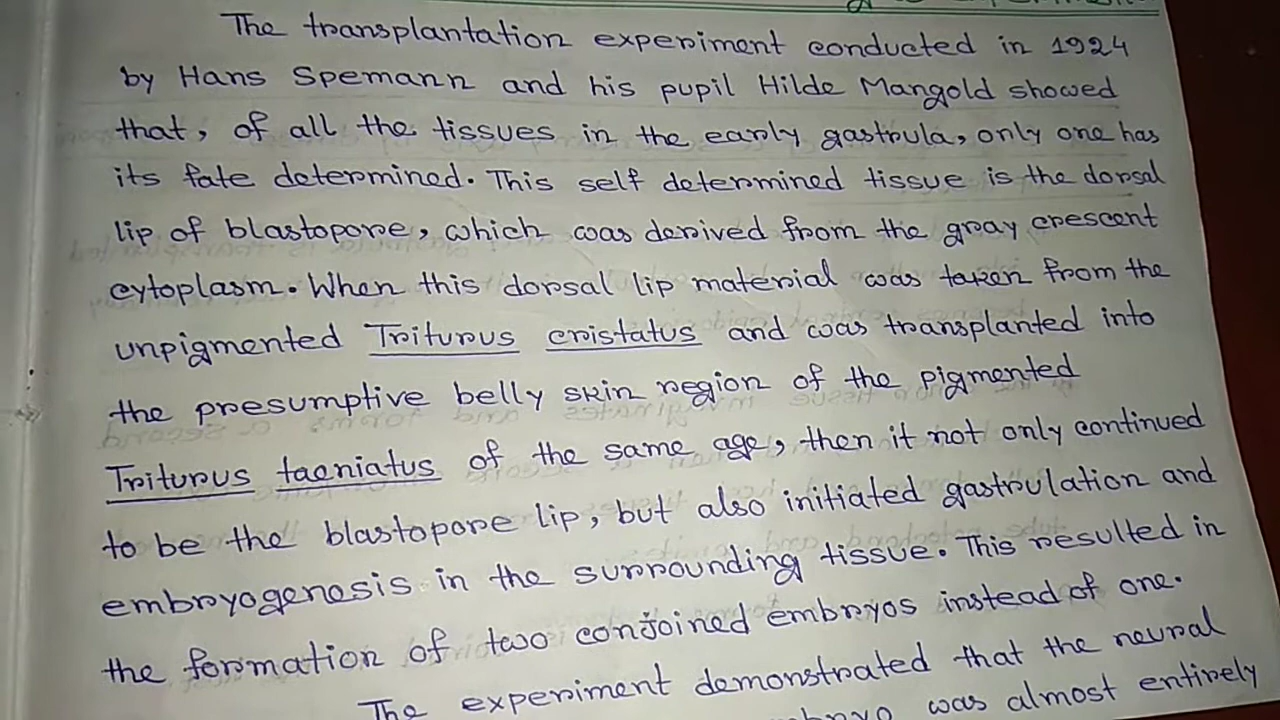 The transplantation experiment conducted in 1924
by Hans Spemann and his pupil Hilde Mangold showed
that, of all the tissues in the early gastrula, only one has
its fate determined. This self determined tissue is the dorsal
lip of blastopore, which was derived from the gray crescent
cytoplasm. When this dorsal lip material was taken from the
unpigmented Triturus cristatus and was transplanted into
the presumptive belly skin region of the pigmented
Triturus taeniatus of the same age, then it not only continued
to be the blastopore lip, but also initiated gastrulation and
embryogenesis in the surrounding tissue. This resulted in
the formation of two conjoined embryos instead of one.
The experiment demonstrated that the neural
was almost entirely